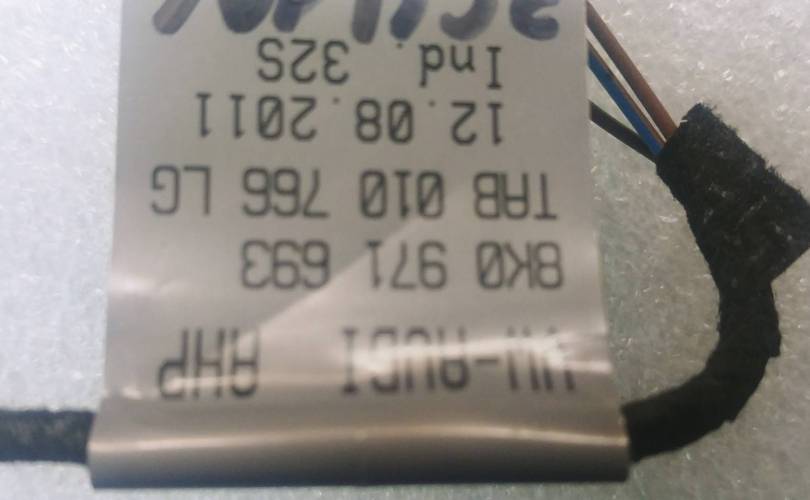 VW-AUDI AHP
8K0 971 693
TAB 010 766 LG
12.08.2011
Ind. 32S